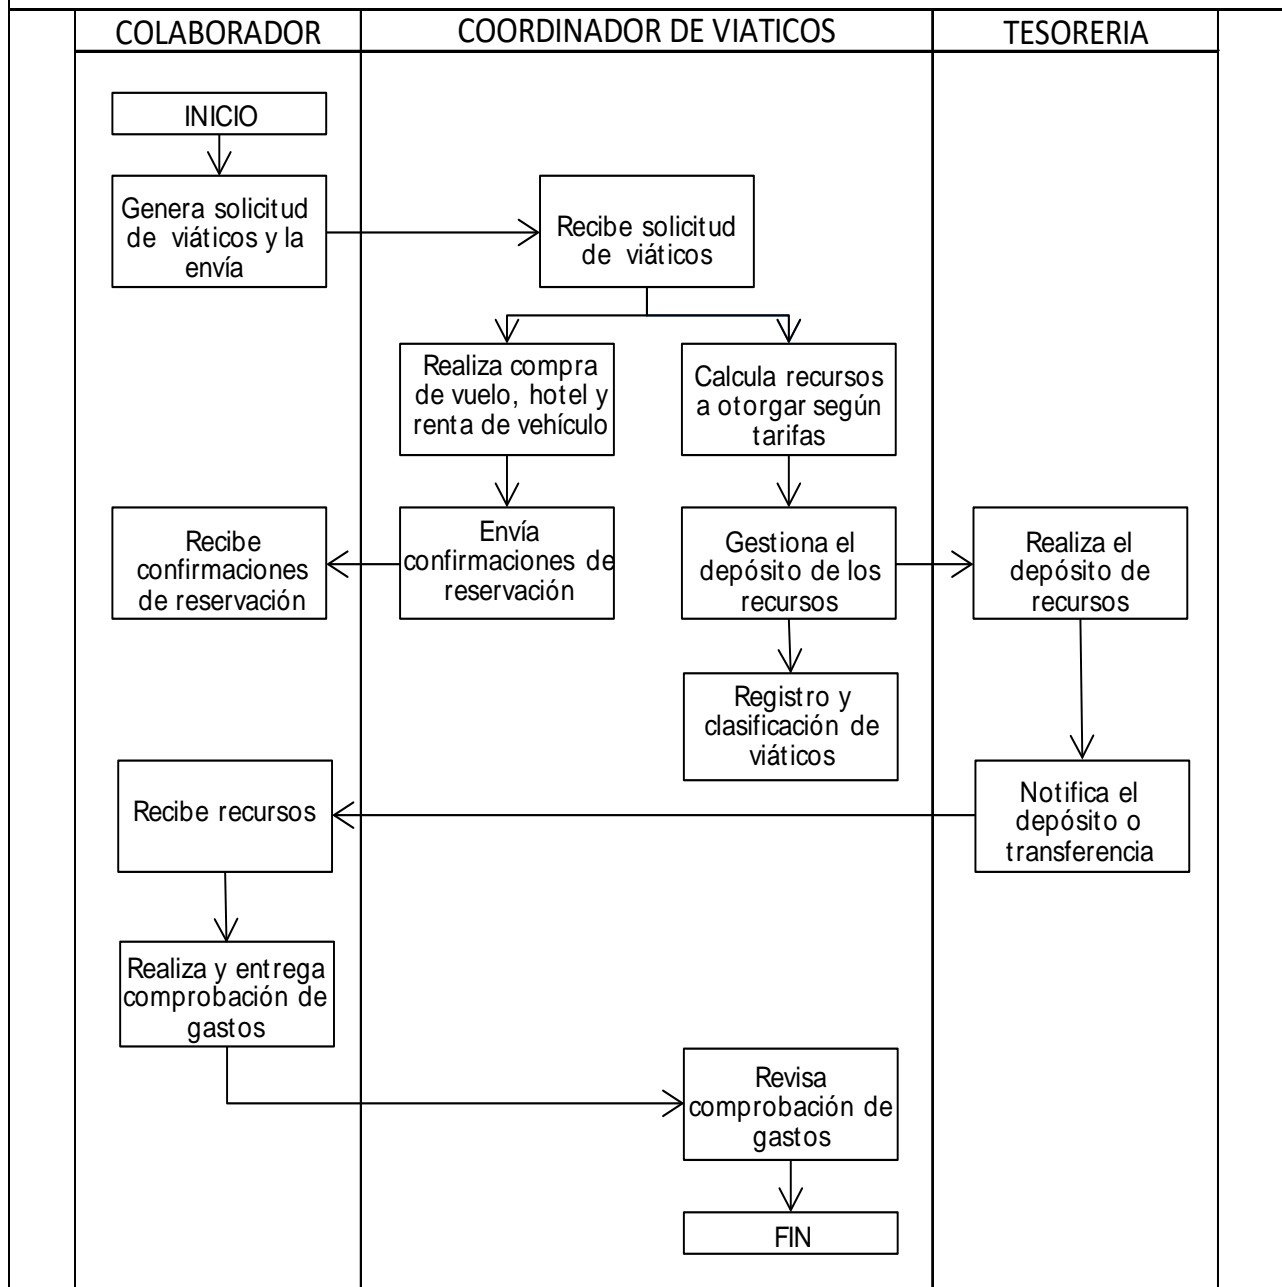 COLABORADOR
COORDINADOR DE VIATICOS
TESORERIA
INICIO
Genera solicitud
de viáticos y la
envía
Recibe solicitud
de viáticos
Realiza compra
de vuelo, hotel y
renta de vehículo
Calcula recursos
a otorgar según
tarifas
Recibe
confirmaciones
de reservación
Envía
confirmaciones de
reservación
Gestiona el
depósito de los
recursos
Realiza el
depósito de
recursos
Registro y
clasificación de
viáticos
Recibe recursos
Notifica el
depósito o
transferencia
Realiza y entrega
comprobación de
gastos
Revisa
comprobación de
gastos
FIN